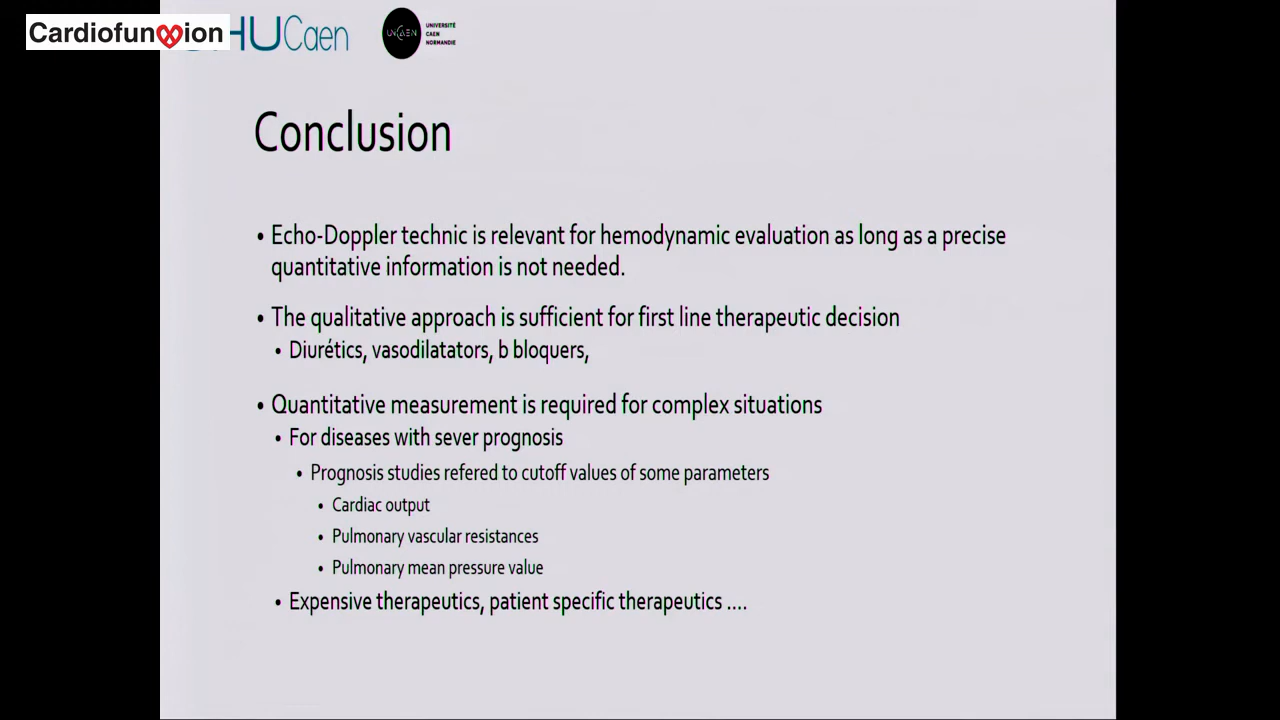 Cardiofunxion
HUCaen
UNICAEN
UNIVERSITÉ
CAEN
NORMANDIE
Conclusion
• Echo-Doppler technic is relevant for hemodynamic evaluation as long as a precise
quantitative information is not needed.
• The qualitative approach is sufficient for first line therapeutic decision
• Diurétics, vasodilatators, b bloquers,
• Quantitative measurement is required for complex situations
• For diseases with sever prognosis
• Prognosis studies refered to cutoff values of some parameters
• Cardiac output
• Pulmonary vascular resistances
• Pulmonary mean pressure value
• Expensive therapeutics, patient specific therapeutics ....